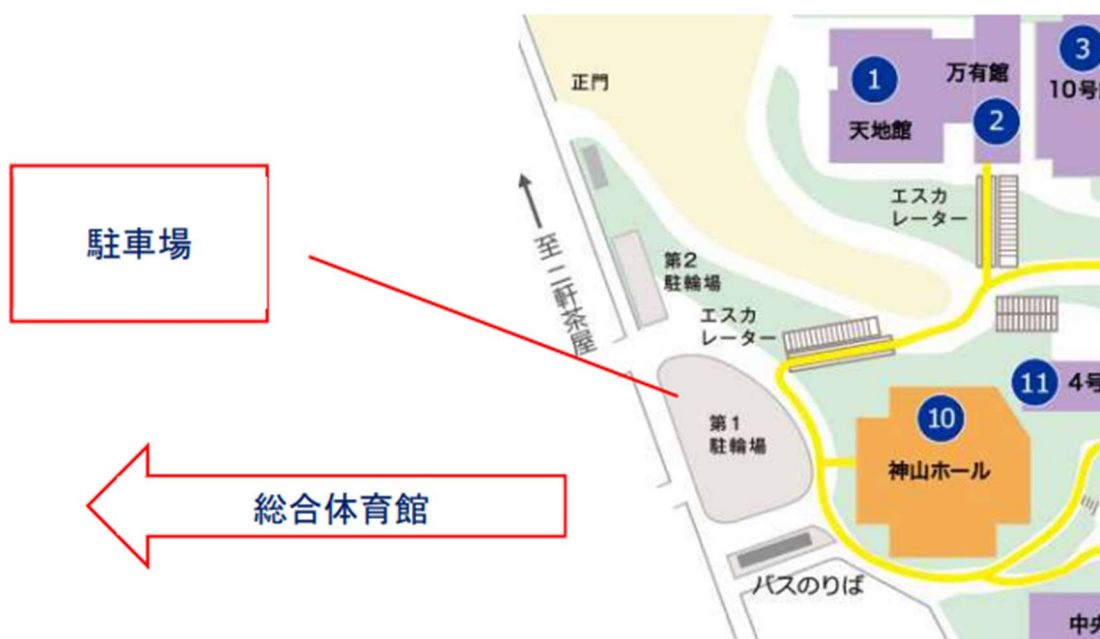 正門
1
天地館
万有館
2
3
10号
エスカ
レーター
駐車場
至 二軒茶屋
第2
駐輪場
エスカ
レーター
11
4号
10
神山ホール
第1
駐輪場
総合体育館
バスのりば
中央